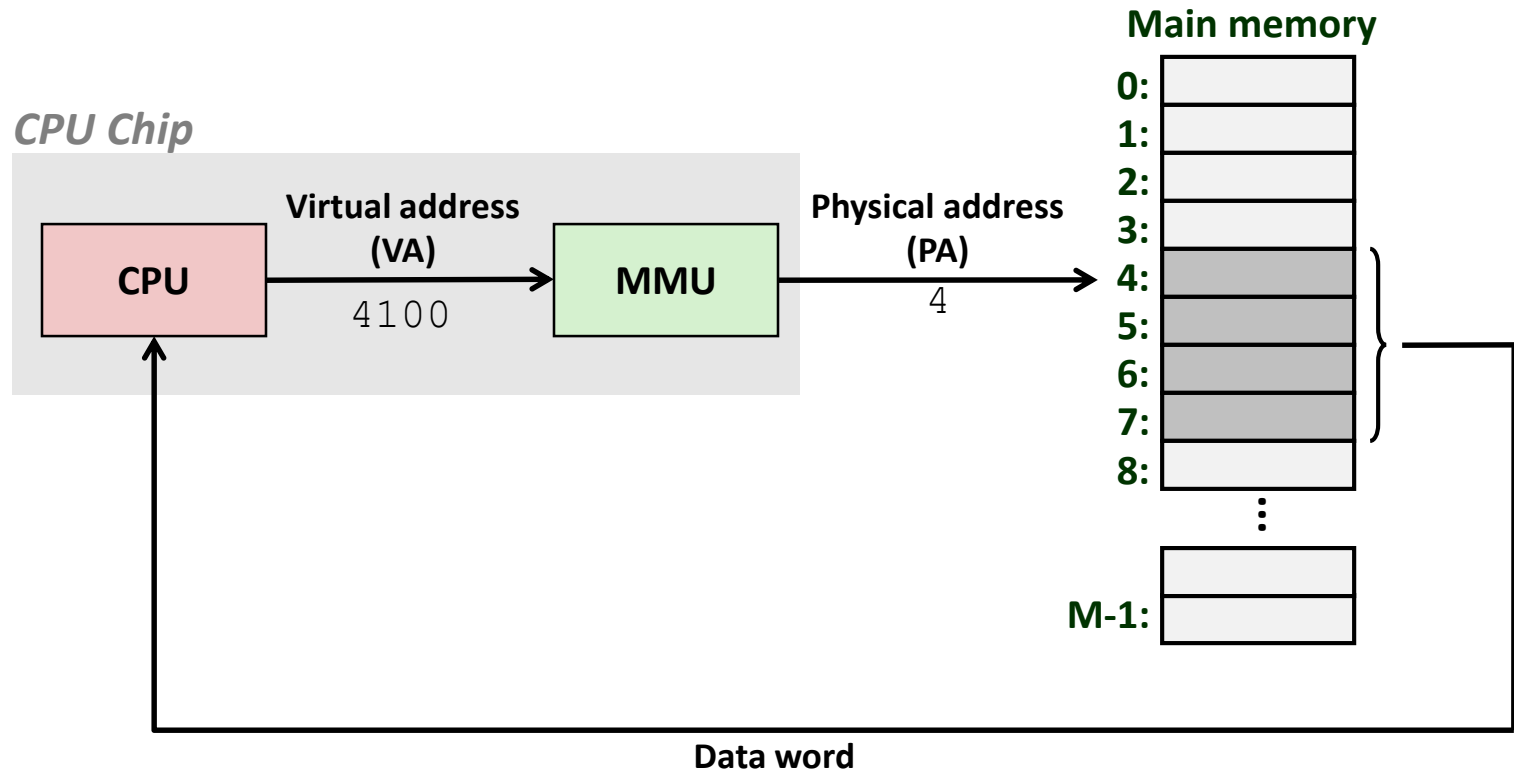 Main memory
0:
1:
CPU Chip
2:
Virtual address
(VA)
Physical address
(PA)
3:
CPU
4100
MMU
4
4:
5:
6:
7:
8:
⋮
M-1:
Data word